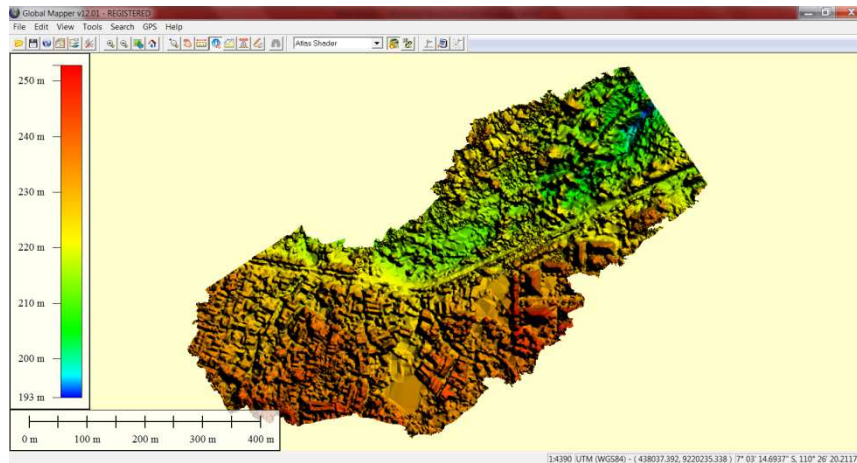 Global Mapper v12.01 - REGISTERED
File Edit View Tools Search GPS Help
Atlas Shader
250 m
240 m
230 m
220 m
210 m
200 m
193 m
0 m 100 m 200 m 300 m 400 m
1:4390 UTM (WGS84) - ( 438037.392, 9220235.338 ) 7° 03' 14.6937" S, 110° 26' 20.2117